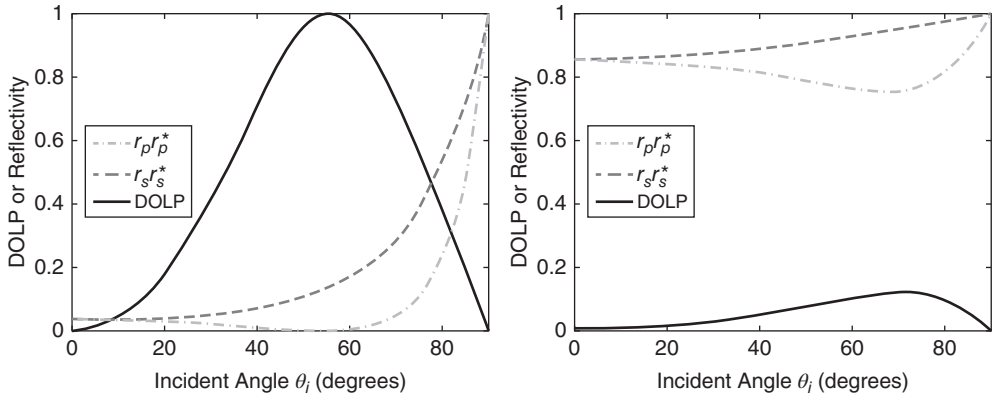 DOLP or Reflectivity
1
0.8
0.6
0.4
0.2
0
r_p r_p^*
r_s r_s^*
DOLP
0 20 40 60 80
Incident Angle θ_i (degrees)
DOLP or Reflectivity
1
0.8
0.6
0.4
0.2
0
r_p r_p^*
r_s r_s^*
DOLP
0 20 40 60 80
Incident Angle θ_i (degrees)